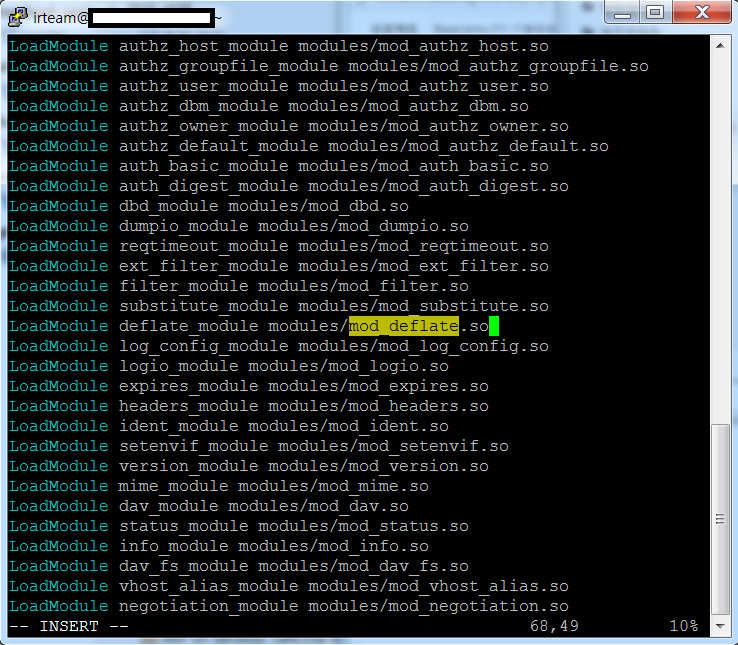 irteam@ ~
LoadModule authz_host_module modules/mod_authz_host.so
LoadModule authz_groupfile_module modules/mod_authz_groupfile.so
LoadModule authz_user_module modules/mod_authz_user.so
LoadModule authz_dbm_module modules/mod_authz_dbm.so
LoadModule authz_owner_module modules/mod_authz_owner.so
LoadModule authz_default_module modules/mod_authz_default.so
LoadModule auth_basic_module modules/mod_auth_basic.so
LoadModule auth_digest_module modules/mod_auth_digest.so
LoadModule dbd_module modules/mod_dbd.so
LoadModule dumpio_module modules/mod_dumpio.so
LoadModule reqtimeout_module modules/mod_reqtimeout.so
LoadModule ext_filter_module modules/mod_ext_filter.so
LoadModule filter_module modules/mod_filter.so
LoadModule substitute_module modules/mod_substitute.so
LoadModule deflate_module modules/mod_deflate.so
LoadModule log_config_module modules/mod_log_config.so
LoadModule logio_module modules/mod_logio.so
LoadModule expires_module modules/mod_expires.so
LoadModule headers_module modules/mod_headers.so
LoadModule ident_module modules/mod_ident.so
LoadModule setenvif_module modules/mod_setenvif.so
LoadModule version_module modules/mod_version.so
LoadModule mime_module modules/mod_mime.so
LoadModule dav_module modules/mod_dav.so
LoadModule status_module modules/mod_status.so
LoadModule info_module modules/mod_info.so
LoadModule dav_fs_module modules/mod_dav_fs.so
LoadModule vhost_alias_module modules/mod_vhost_alias.so
LoadModule negotiation_module modules/mod_negotiation.so
-- INSERT -- 68,49 10%